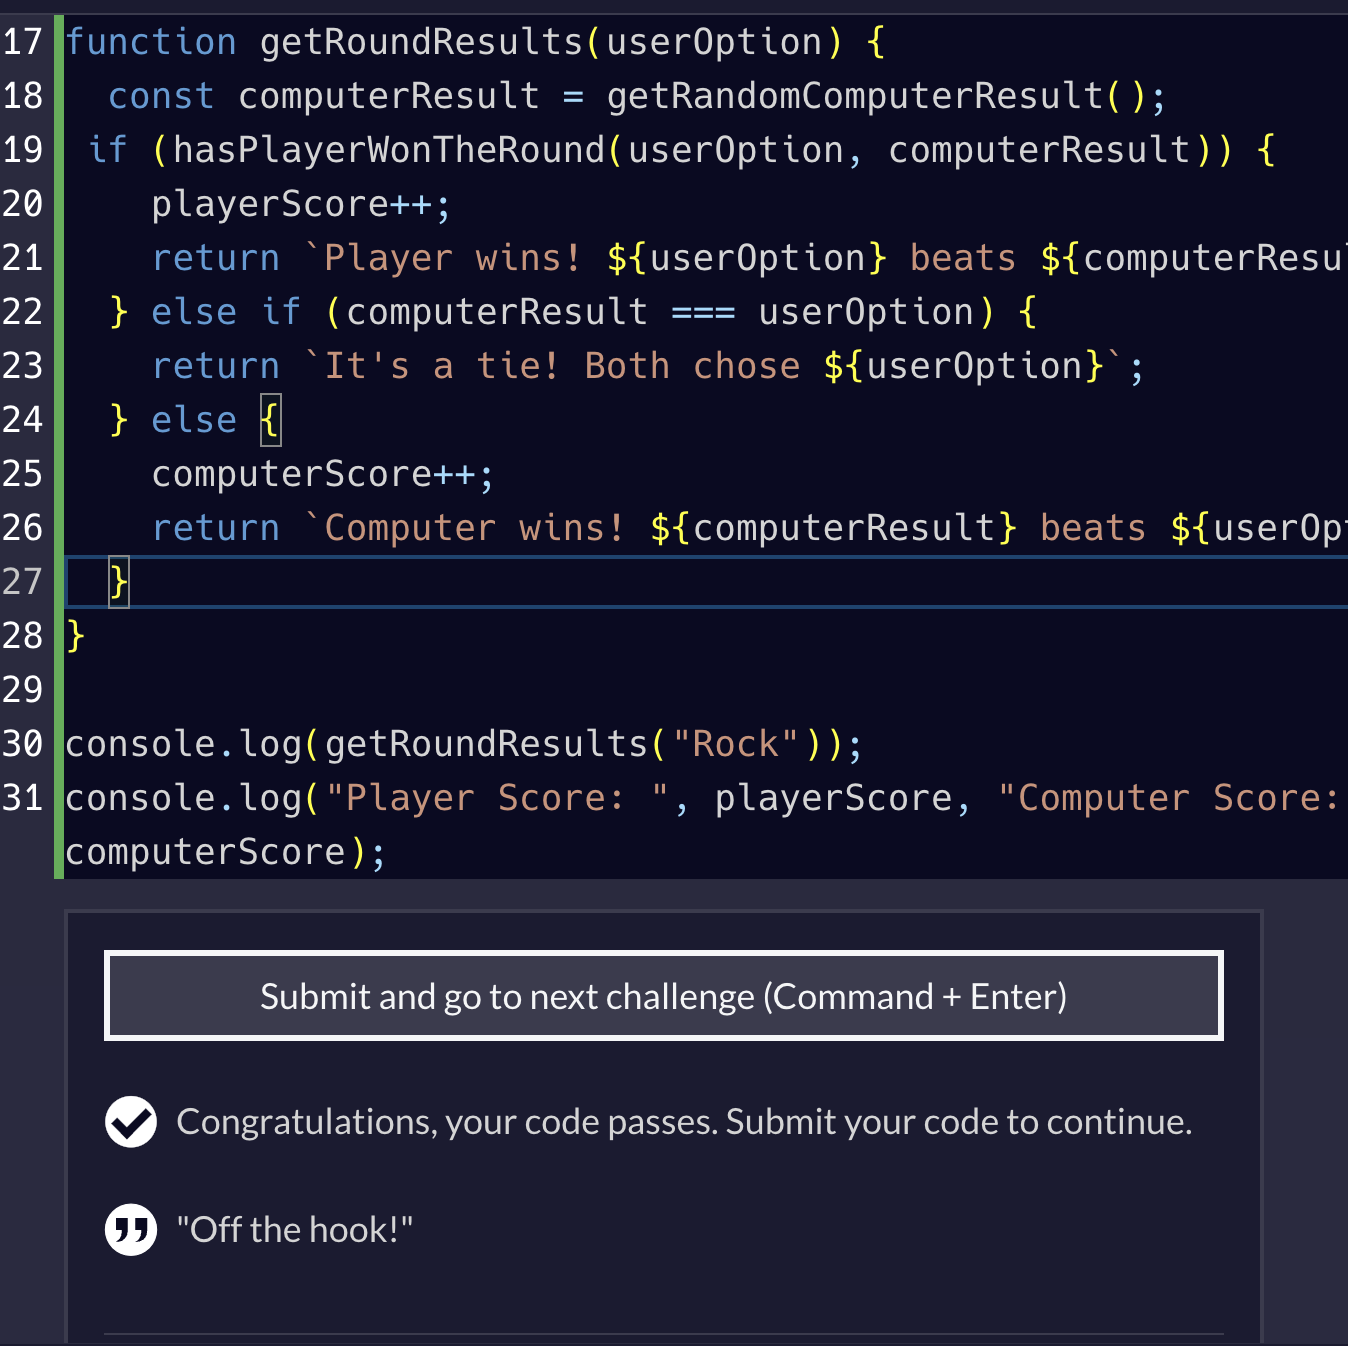 17 function getRoundResults(userOption) {
18   const computerResult = getRandomComputerResult();
19  if (hasPlayerWonTheRound(userOption, computerResult)) {
20     playerScore++;
21     return `Player wins! ${userOption} beats ${computerResu
22   } else if (computerResult === userOption) {
23     return `It's a tie! Both chose ${userOption}`;
24   } else {
25     computerScore++;
26     return `Computer wins! ${computerResult} beats ${userOp
27   }
28 }
29
30 console.log(getRoundResults("Rock"));
31 console.log("Player Score: ", playerScore, "Computer Score:
computerScore);
Submit and go to next challenge (Command + Enter)
Congratulations, your code passes. Submit your code to continue.
"Off the hook!"